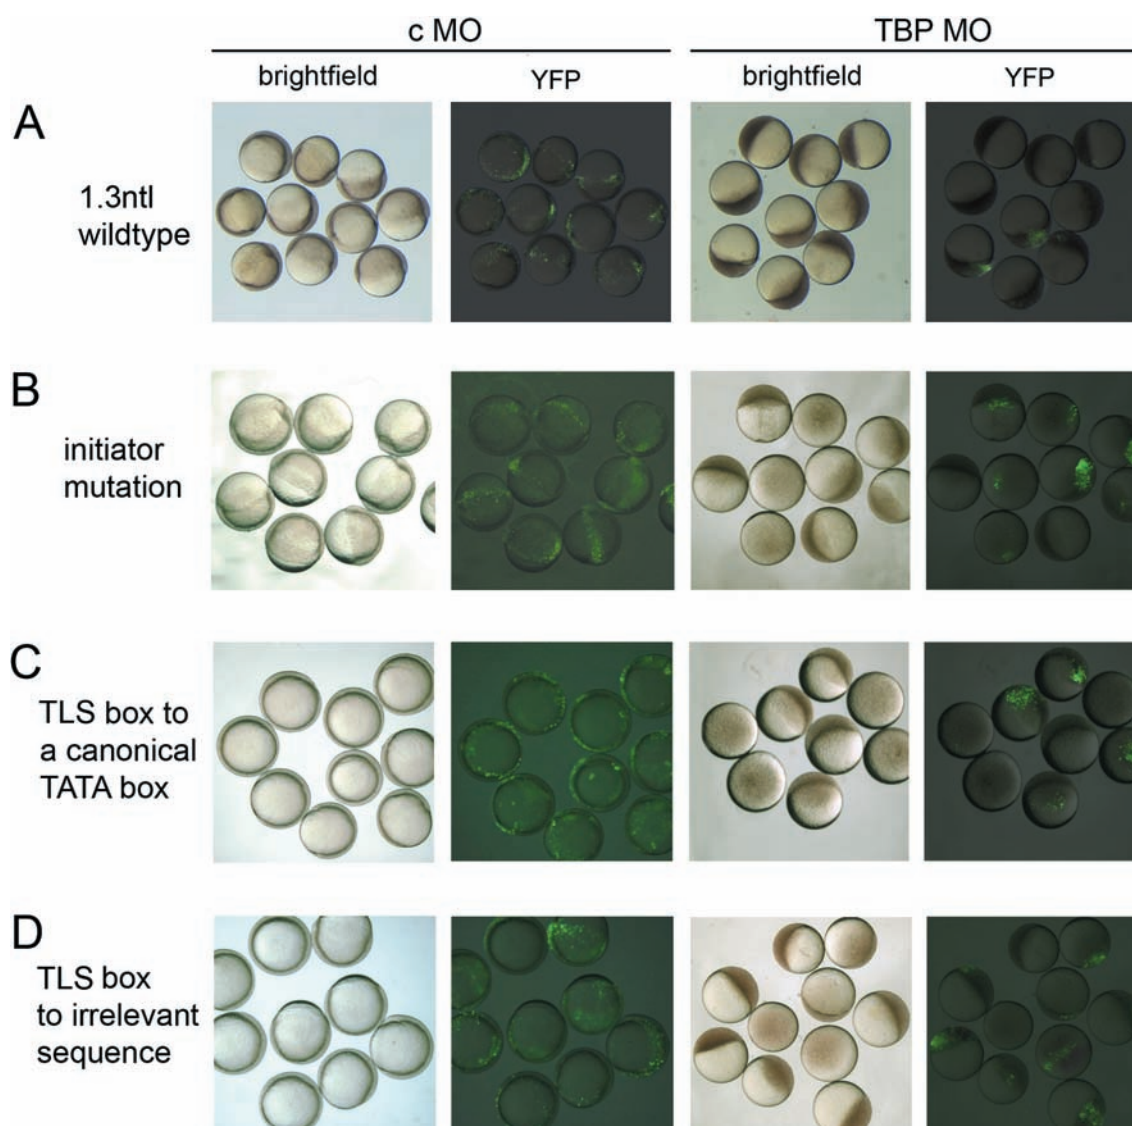 c MO
TBP MO
brightfield
YFP
brightfield
YFP
A
1.3ntl
wildtype
B
initiator
mutation
C
TLS box to
a canonical
TATA box
D
TLS box
to irrelevant
sequence